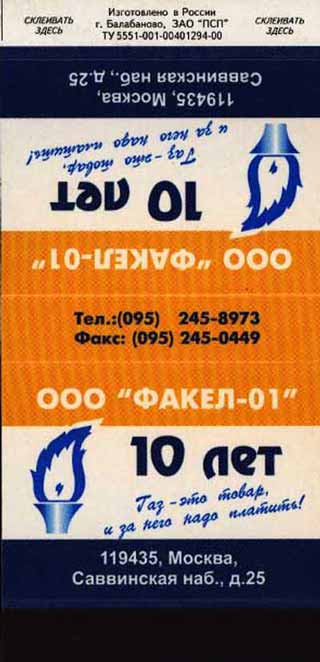 СКЛЕИВАТЬ
ЗДЕСЬ
Изготовлено в России
г. Балабаново, ЗАО "ПСП"
ТУ 5551-001-00401294-00
СКЛЕИВАТЬ
ЗДЕСЬ
119435, Москва,
Саввинская наб., д.25
Газ - это товар,
и за него надо платить!
10 лет
ООО "ФАКЕЛ-01"
Тел.:(095) 245-8973
Факс: (095) 245-0449
ООО "ФАКЕЛ-01"
10 лет
Газ - это товар,
и за него надо платить!
119435, Москва,
Саввинская наб., д.25